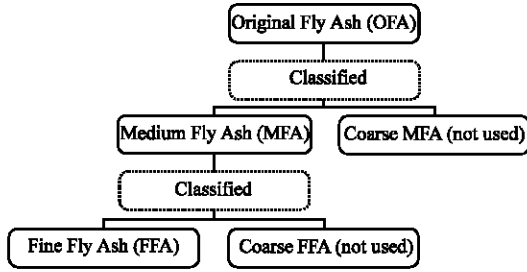 Original Fly Ash (OFA)
Classified
Medium Fly Ash (MFA)
Coarse MFA (not used)
Classified
Fine Fly Ash (FFA)
Coarse FFA (not used)